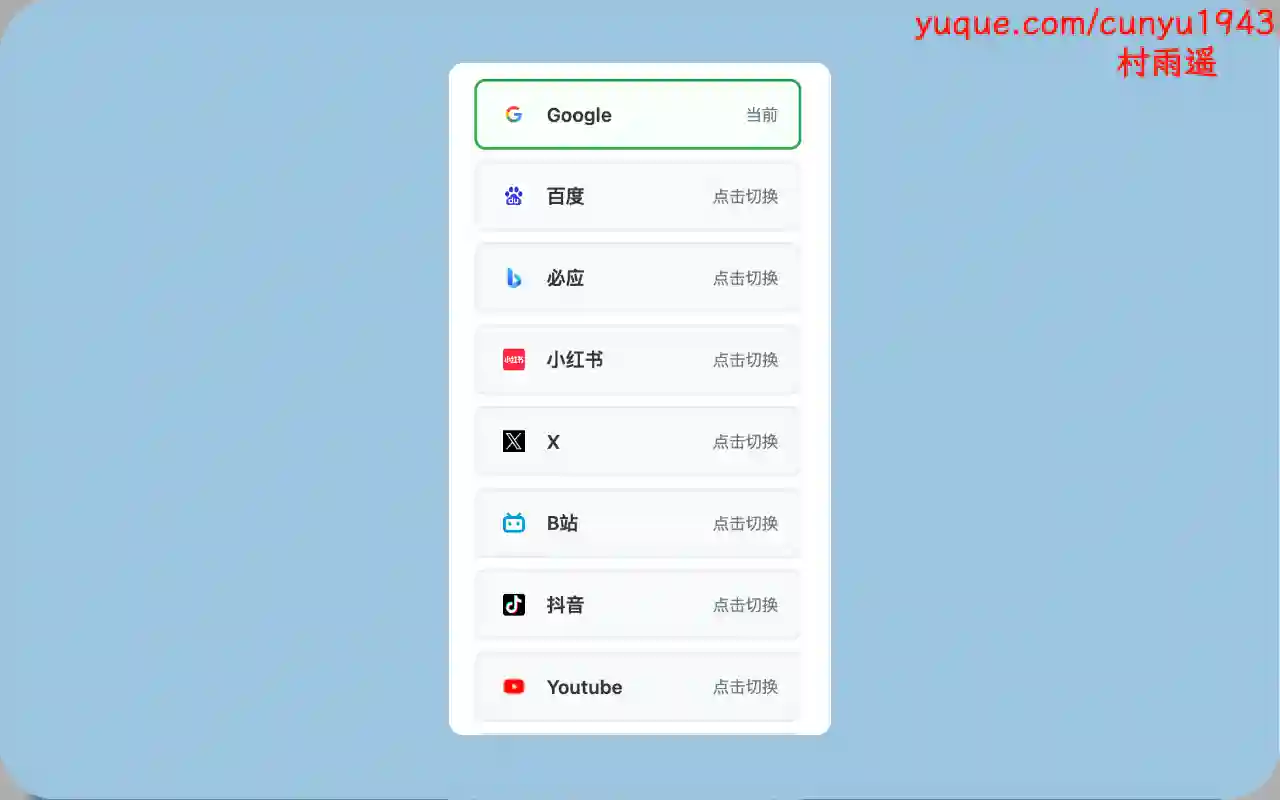 yuque.com/cunyu1943
村雨遥
Google 当前
百度 点击切换
必应 点击切换
小红书 小红书 点击切换
X 点击切换
B站 点击切换
抖音 点击切换
Youtube 点击切换